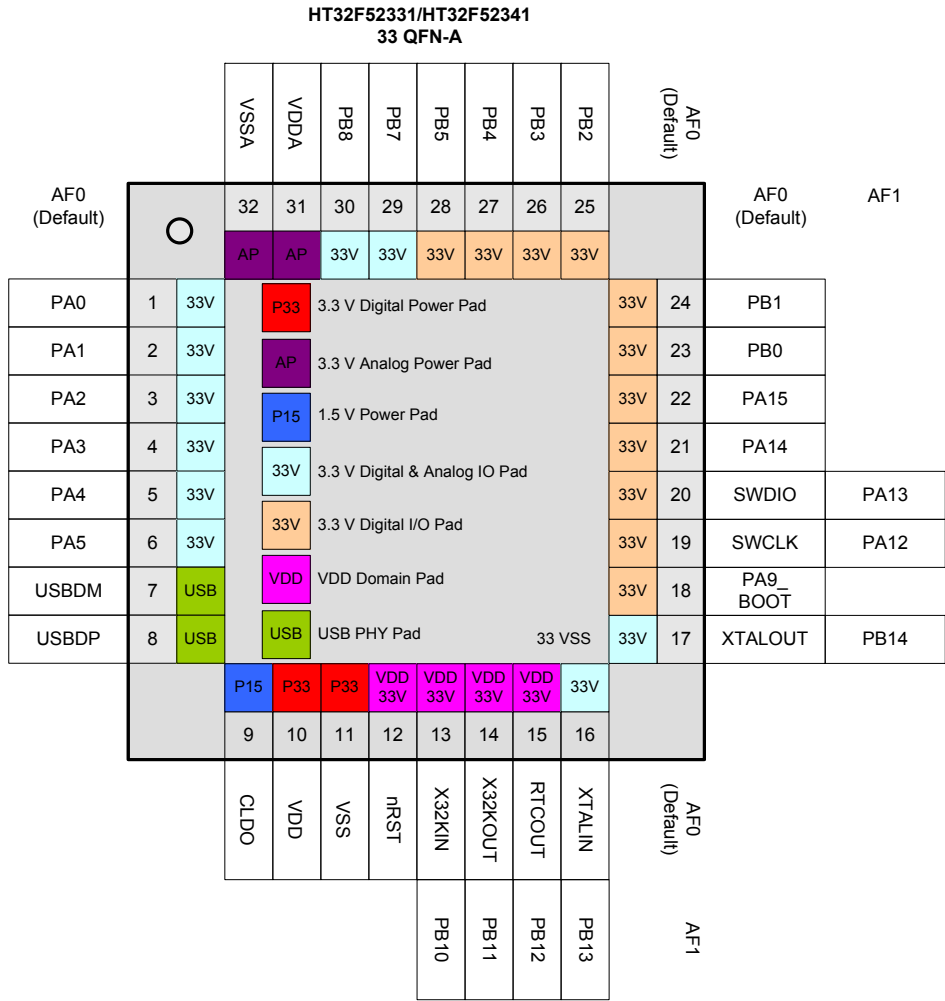 HT32F52331/HT32F52341
33 QFN-A
VSSA VDDA PB8 PB7 PB5 PB4 PB3 PB2
AF0
(Default)
AF0
(Default)
32 31 30 29 28 27 26 25
AF0
(Default)
AF1
AP AP 33V 33V 33V 33V 33V 33V
PA0 1 33V P33 3.3 V Digital Power Pad 33V 24 PB1
PA1 2 33V AP 3.3 V Analog Power Pad 33V 23 PB0
PA2 3 33V P15 1.5 V Power Pad 33V 22 PA15
PA3 4 33V 33V 3.3 V Digital & Analog IO Pad 33V 21 PA14
PA4 5 33V 33V 3.3 V Digital I/O Pad 33V 20 SWDIO PA13
PA5 6 33V VDD VDD Domain Pad 33V 19 SWCLK PA12
USBDM 7 USB 33V 18 PA9_
BOOT
USBDP 8 USB USB USB PHY Pad 33 VSS 33V 17 XTALOUT PB14
P15 P33 P33 VDD VDD VDD VDD 33V
33V 33V 33V 33V
9 10 11 12 13 14 15 16
CLDO VDD VSS nRST X32KIN X32KOUT RTCOUT XTALIN
AF0
(Default)
PB10 PB11 PB12 PB13 AF1